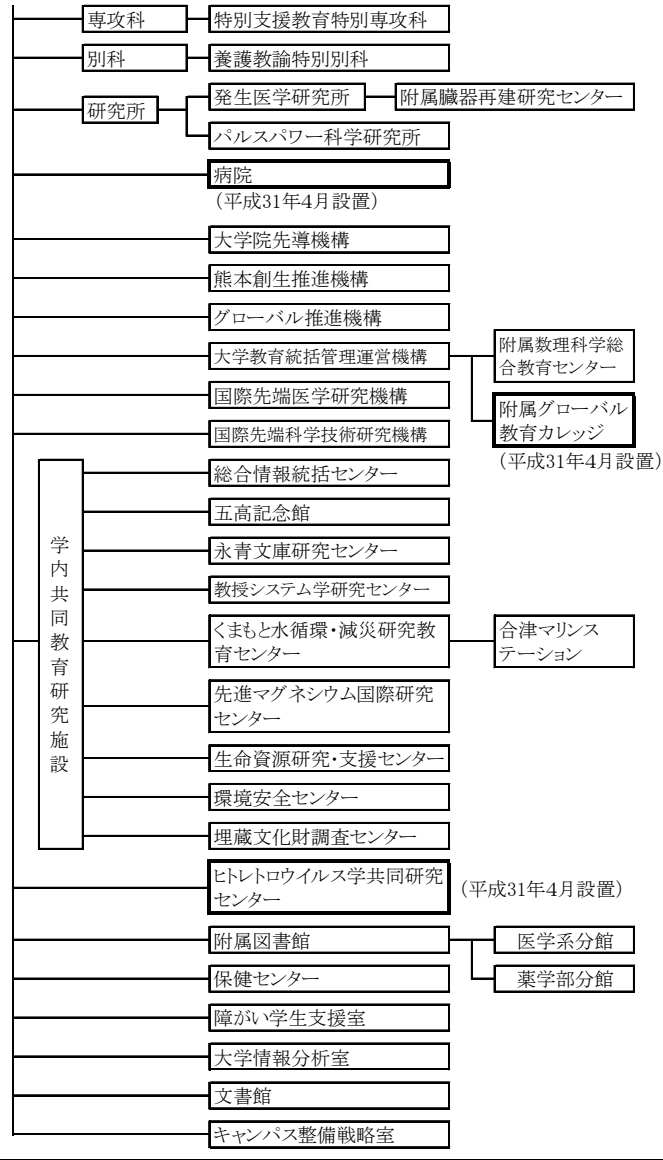 専攻科
特別支援教育特別専攻科
別科
養護教諭特別別科
研究所
発生医学研究所
附属臓器再建研究センター
パルスパワー科学研究所
病院
(平成31年4月設置)
大学院先導機構
熊本創生推進機構
グローバル推進機構
大学教育統括管理運営機構
附属数理科学総
合教育センター
附属グローバル
教育カレッジ
(平成31年4月設置)
国際先端医学研究機構
国際先端科学技術研究機構
学内共同教育研究施設
総合情報統括センター
五高記念館
永青文庫研究センター
教授システム学研究センター
くまもと水循環・減災研究教
育センター
合津マリンス
テーション
先進マグネシウム国際研究
センター
生命資源研究・支援センター
環境安全センター
埋蔵文化財調査センター
ヒトレトロウイルス学共同研究
センター
(平成31年4月設置)
附属図書館
医学系分館
薬学部分館
保健センター
障がい学生支援室
大学情報分析室
文書館
キャンパス整備戦略室